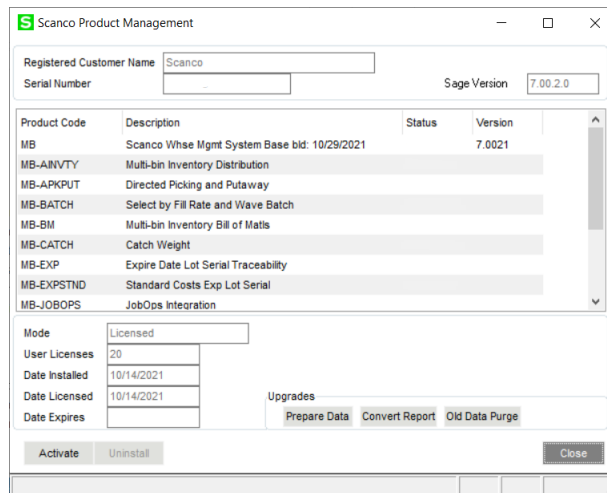 S Scanco Product Management
Registered Customer Name Scanco
Serial Number Sage Version 7.00.2.0
Product Code Description Status Version
MB Scanco Whse Mgmt System Base bld: 10/29/2021 7.0021
MB-AINVTY Multi-bin Inventory Distribution
MB-APKPUT Directed Picking and Putaway
MB-BATCH Select by Fill Rate and Wave Batch
MB-BM Multi-bin Inventory Bill of Matls
MB-CATCH Catch Weight
MB-EXP Expire Date Lot Serial Traceability
MB-EXPSTND Standard Costs Exp Lot Serial
MB-JOBOPS JobOps Integration
Mode Licensed
User Licenses 20
Date Installed 10/14/2021
Date Licensed 10/14/2021 Upgrades
Date Expires Prepare Data Convert Report Old Data Purge
Activate Uninstall Close